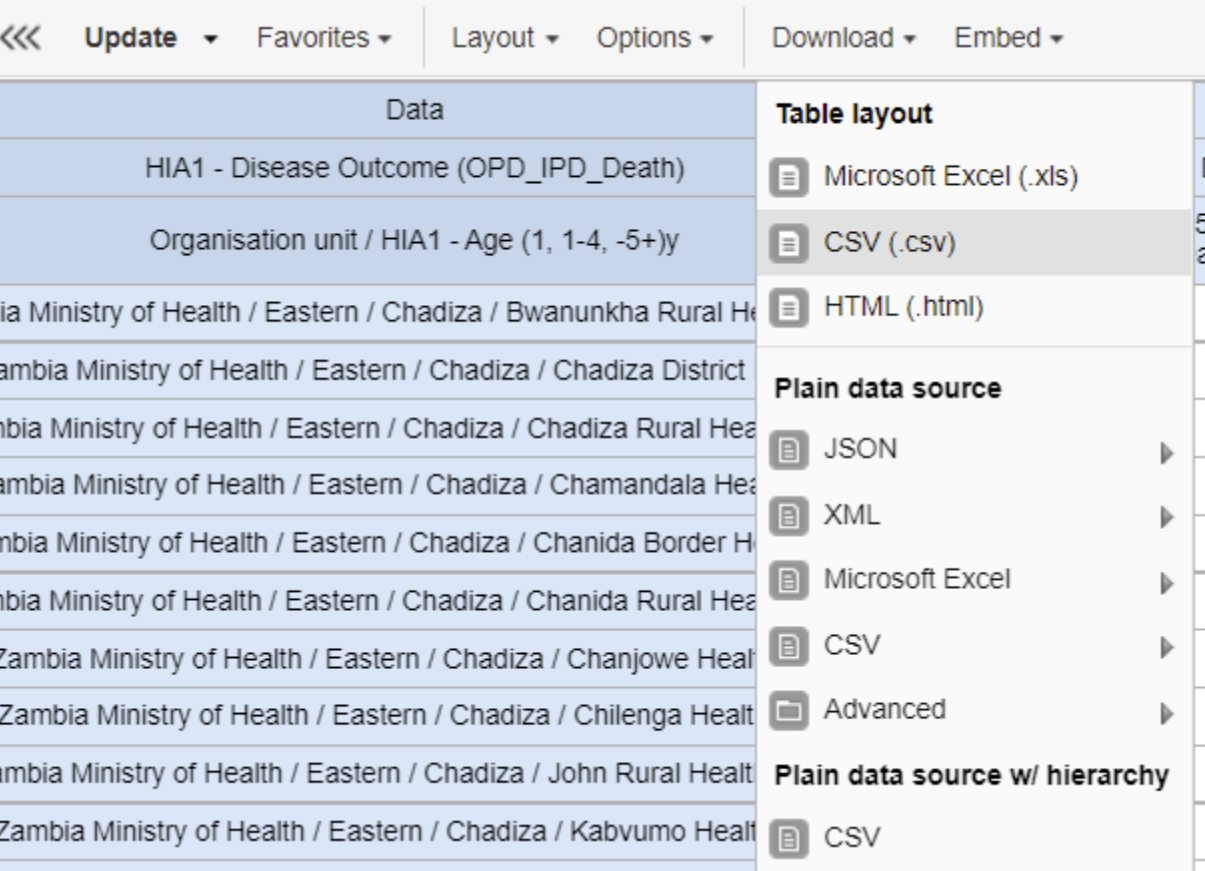 Update Favorites Layout Options Download Embed
Data
HIA1 - Disease Outcome (OPD_IPD_Death)
Organisation unit / HIA1 - Age (1, 1-4, -5+)y
Ministry of Health / Eastern / Chadiza / Bwanunkha Rural
Ministry of Health / Eastern / Chadiza / Chadiza District
Ministry of Health / Eastern / Chadiza / Chadiza Rural
Ministry of Health / Eastern / Chadiza / Chamandala
Ministry of Health / Eastern / Chadiza / Chanida Border
Ministry of Health / Eastern / Chadiza / Chanida Rural
Zambia Ministry of Health / Eastern / Chadiza / Chanjowe
Zambia Ministry of Health / Eastern / Chadiza / Chilenga
Ministry of Health / Eastern / Chadiza / John Rural
Zambia Ministry of Health / Eastern / Chadiza / Kabvumo
Table layout
Microsoft Excel (.xls)
CSV (.csv)
HTML (.html)
Plain data source
JSON
XML
Microsoft Excel
CSV
Advanced
Plain data source w/ hierarchy
CSV